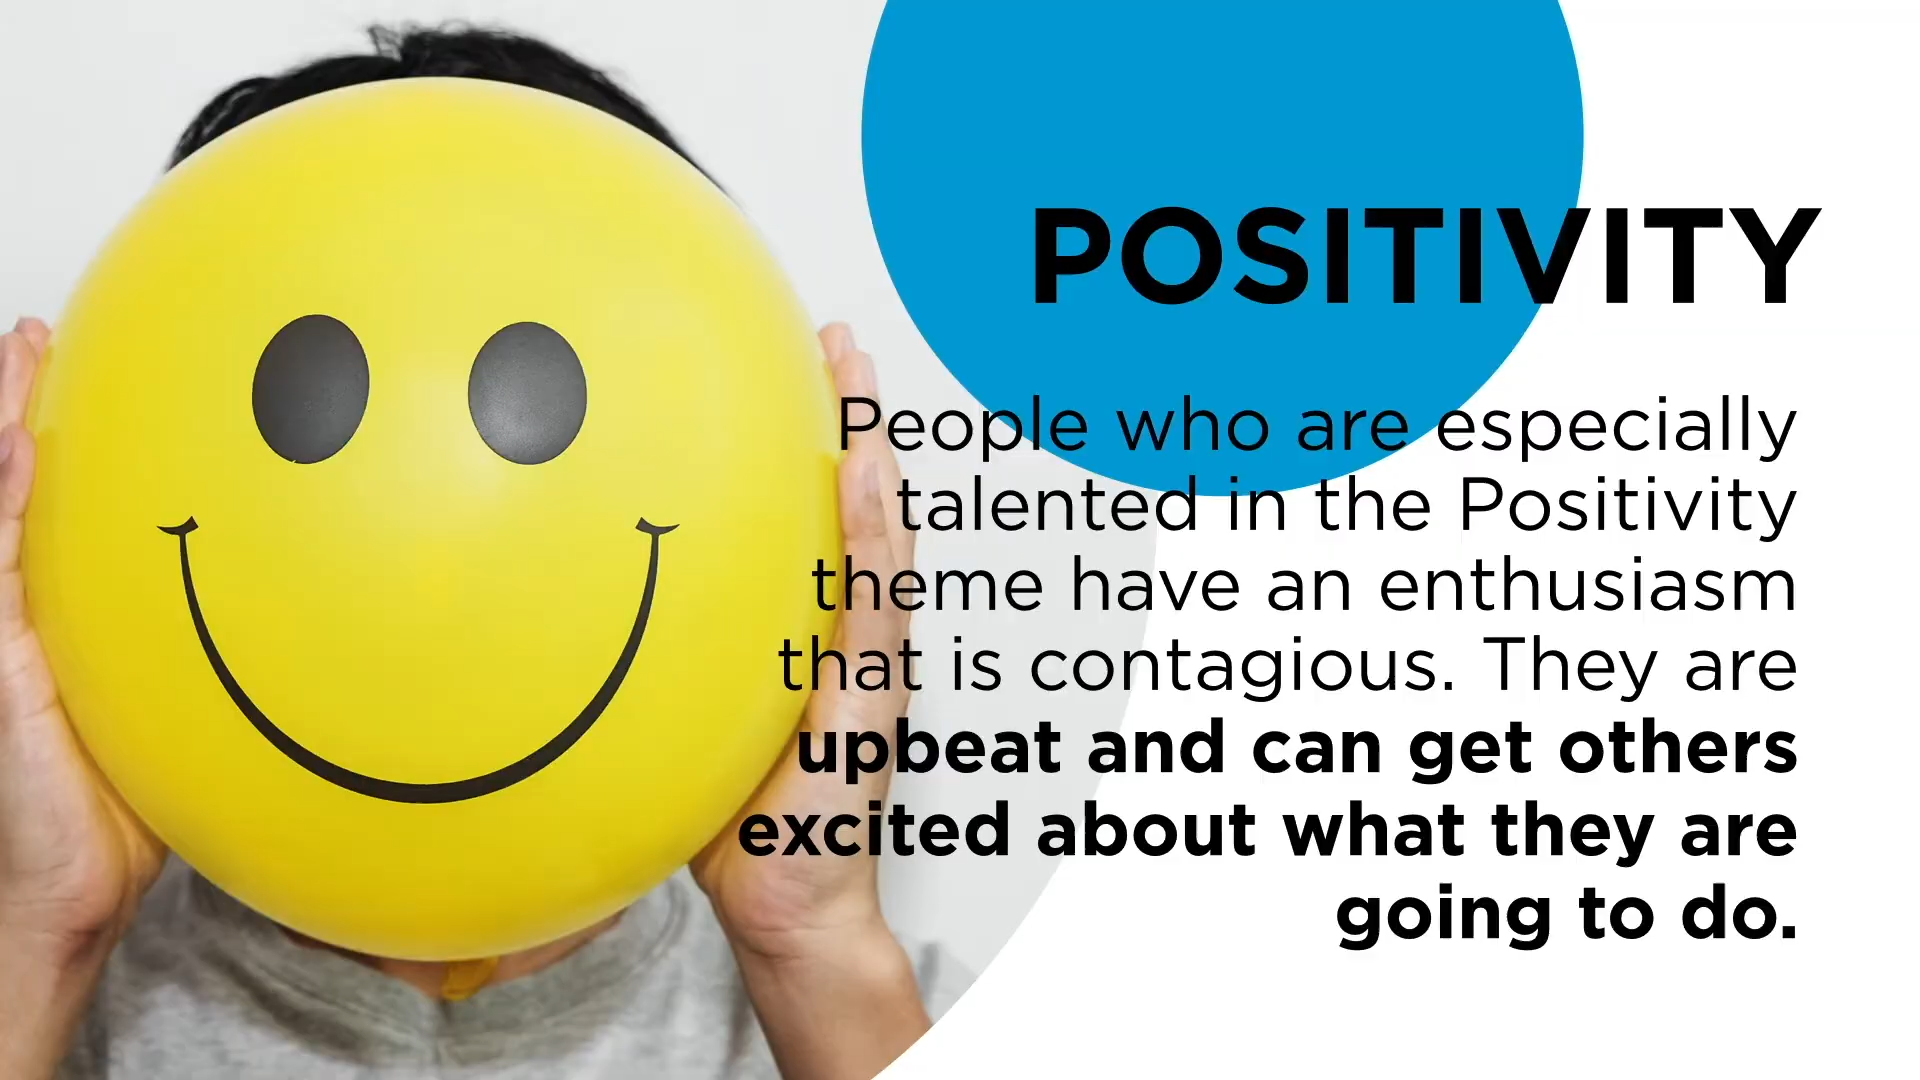 POSITIVITY
People who are especially
talented in the Positivity
theme have an enthusiasm
that is contagious. They are
upbeat and can get others
excited about what they are
going to do.